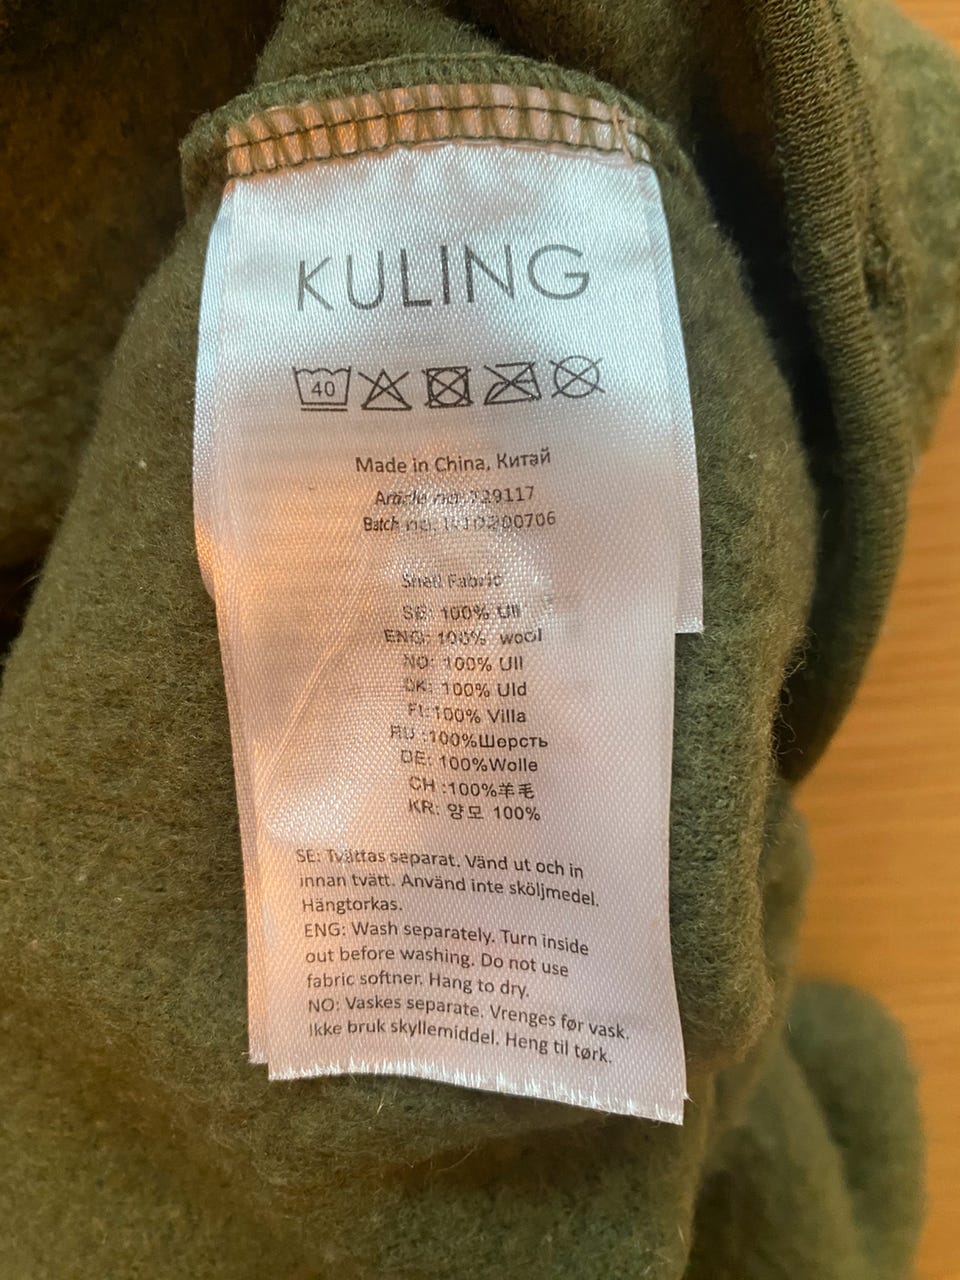 KULING
40
Made in China, Китай
Article no.
Batch no.
Shell Fabric
SE: 100% Ull
ENG: 100% wool
NO: 100% Ull
DK: 100% Uld
FI:100% Villa
RU :100%Шерсть
DE: 100%Wolle
CH :100%羊毛
KR: 양모 100%
SE: Tvättas separat. Vänd ut och in
innan tvätt. Använd inte sköljmedel.
Hängtorkas.
ENG: Wash separately. Turn inside
out before washing. Do not use
fabric softner. Hang to dry.
NO: Vaskes separate. Vrenges før vask.
Ikke bruk skyllemiddel. Heng til tørk.